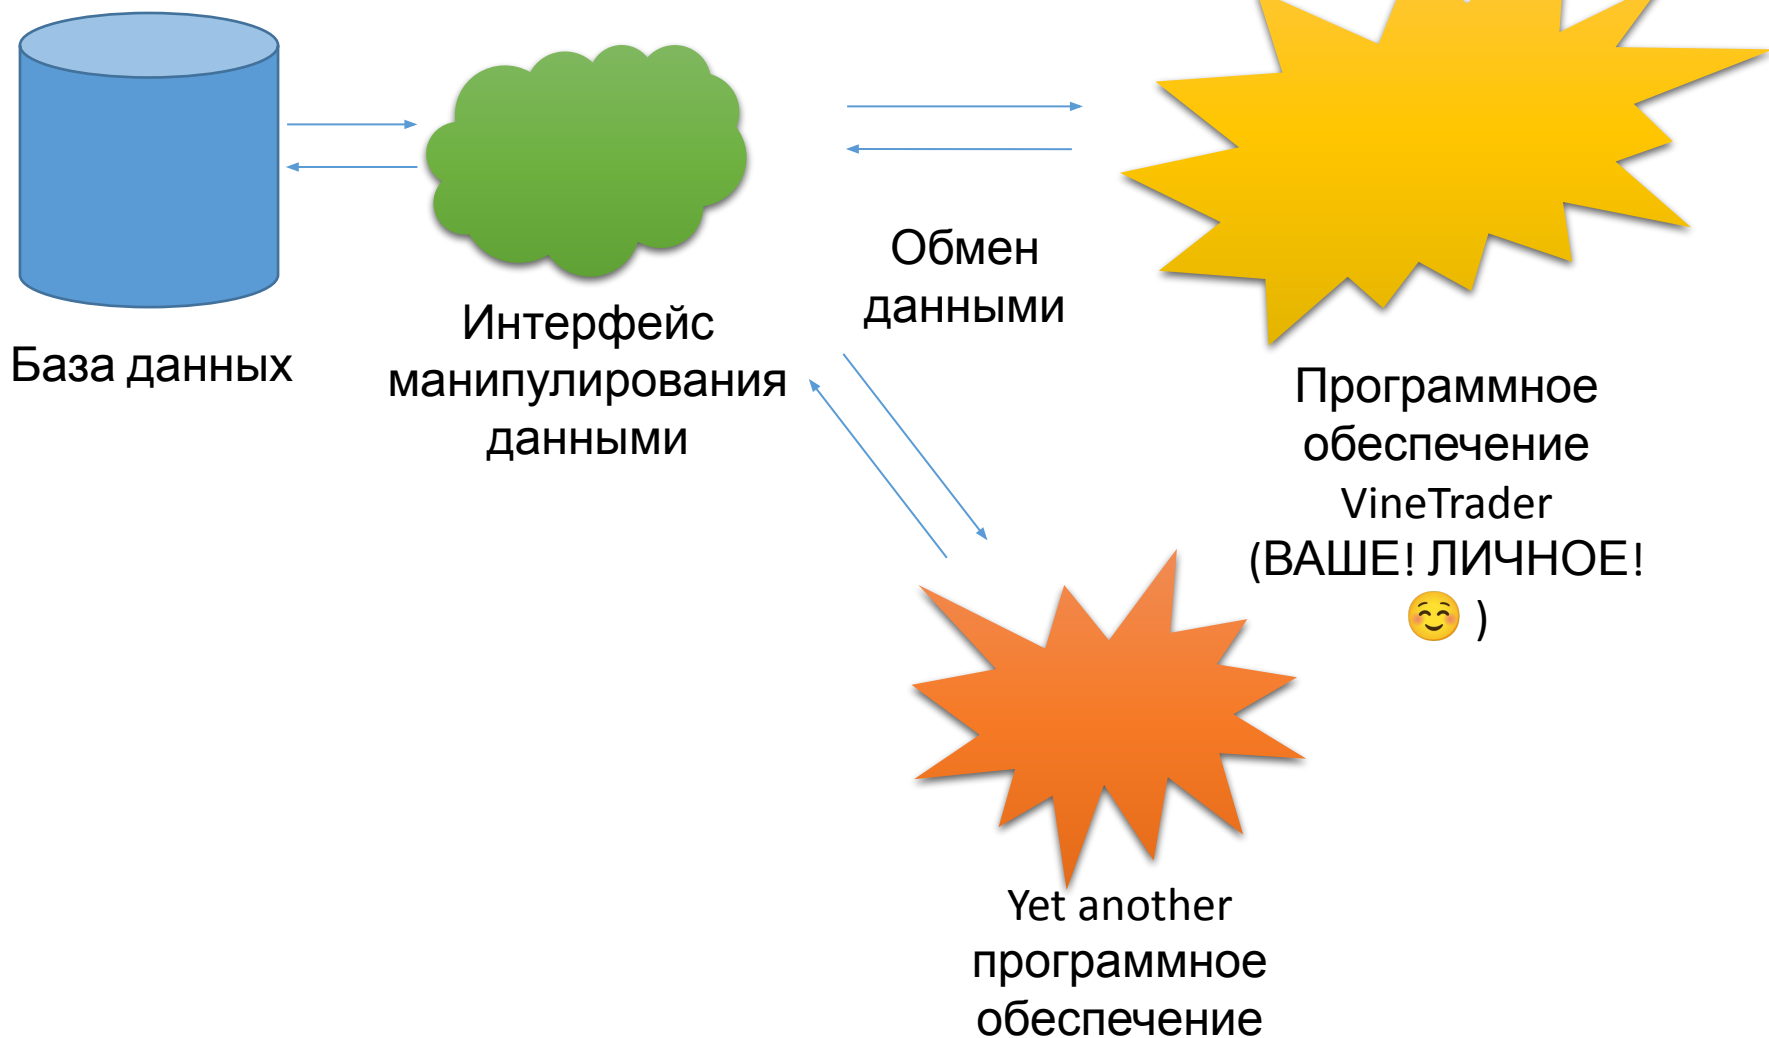 База данных
Интерфейс
манипулирования
данными
Обмен
данными
Программное
обеспечение
VineTrader
(ВАШЕ! ЛИЧНОЕ!
☺️ )
Yet another
программное
обеспечение